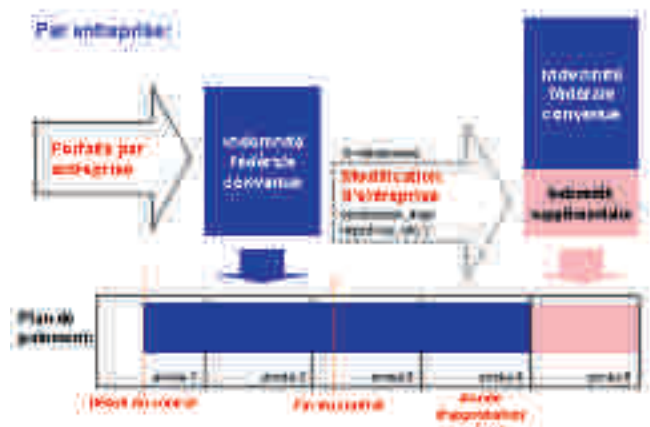 Par entreprise:
Forfaits par
entreprise
Indemnité
fédérale
convenue
Modification
d'entreprise
Indemnité
fédérale
convenue
Indemnité
supplémentaire
Plan de
paiement:
année 1
année 2
année 3
année 4
année 5
Début du contrat
Fin du contrat
Année